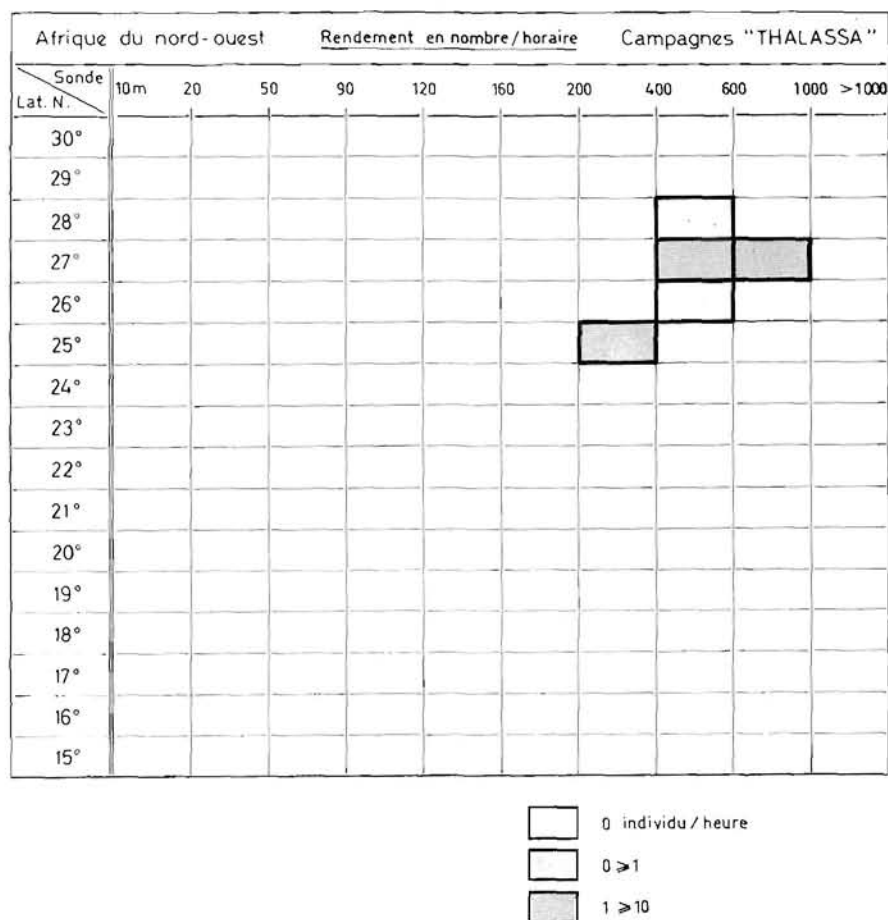 Afrique du nord-ouest Rendement en nombre/horaire Campagnes "THALASSA"
Sonde
Lat. N. 10m 20 50 90 120 160 200 400 600 1000 >1000
30°
29°
28°
27°
26°
25°
24°
23°
22°
21°
20°
19°
18°
17°
16°
15°
0 individu / heure
0 ⩾ 1
1 ⩾ 10